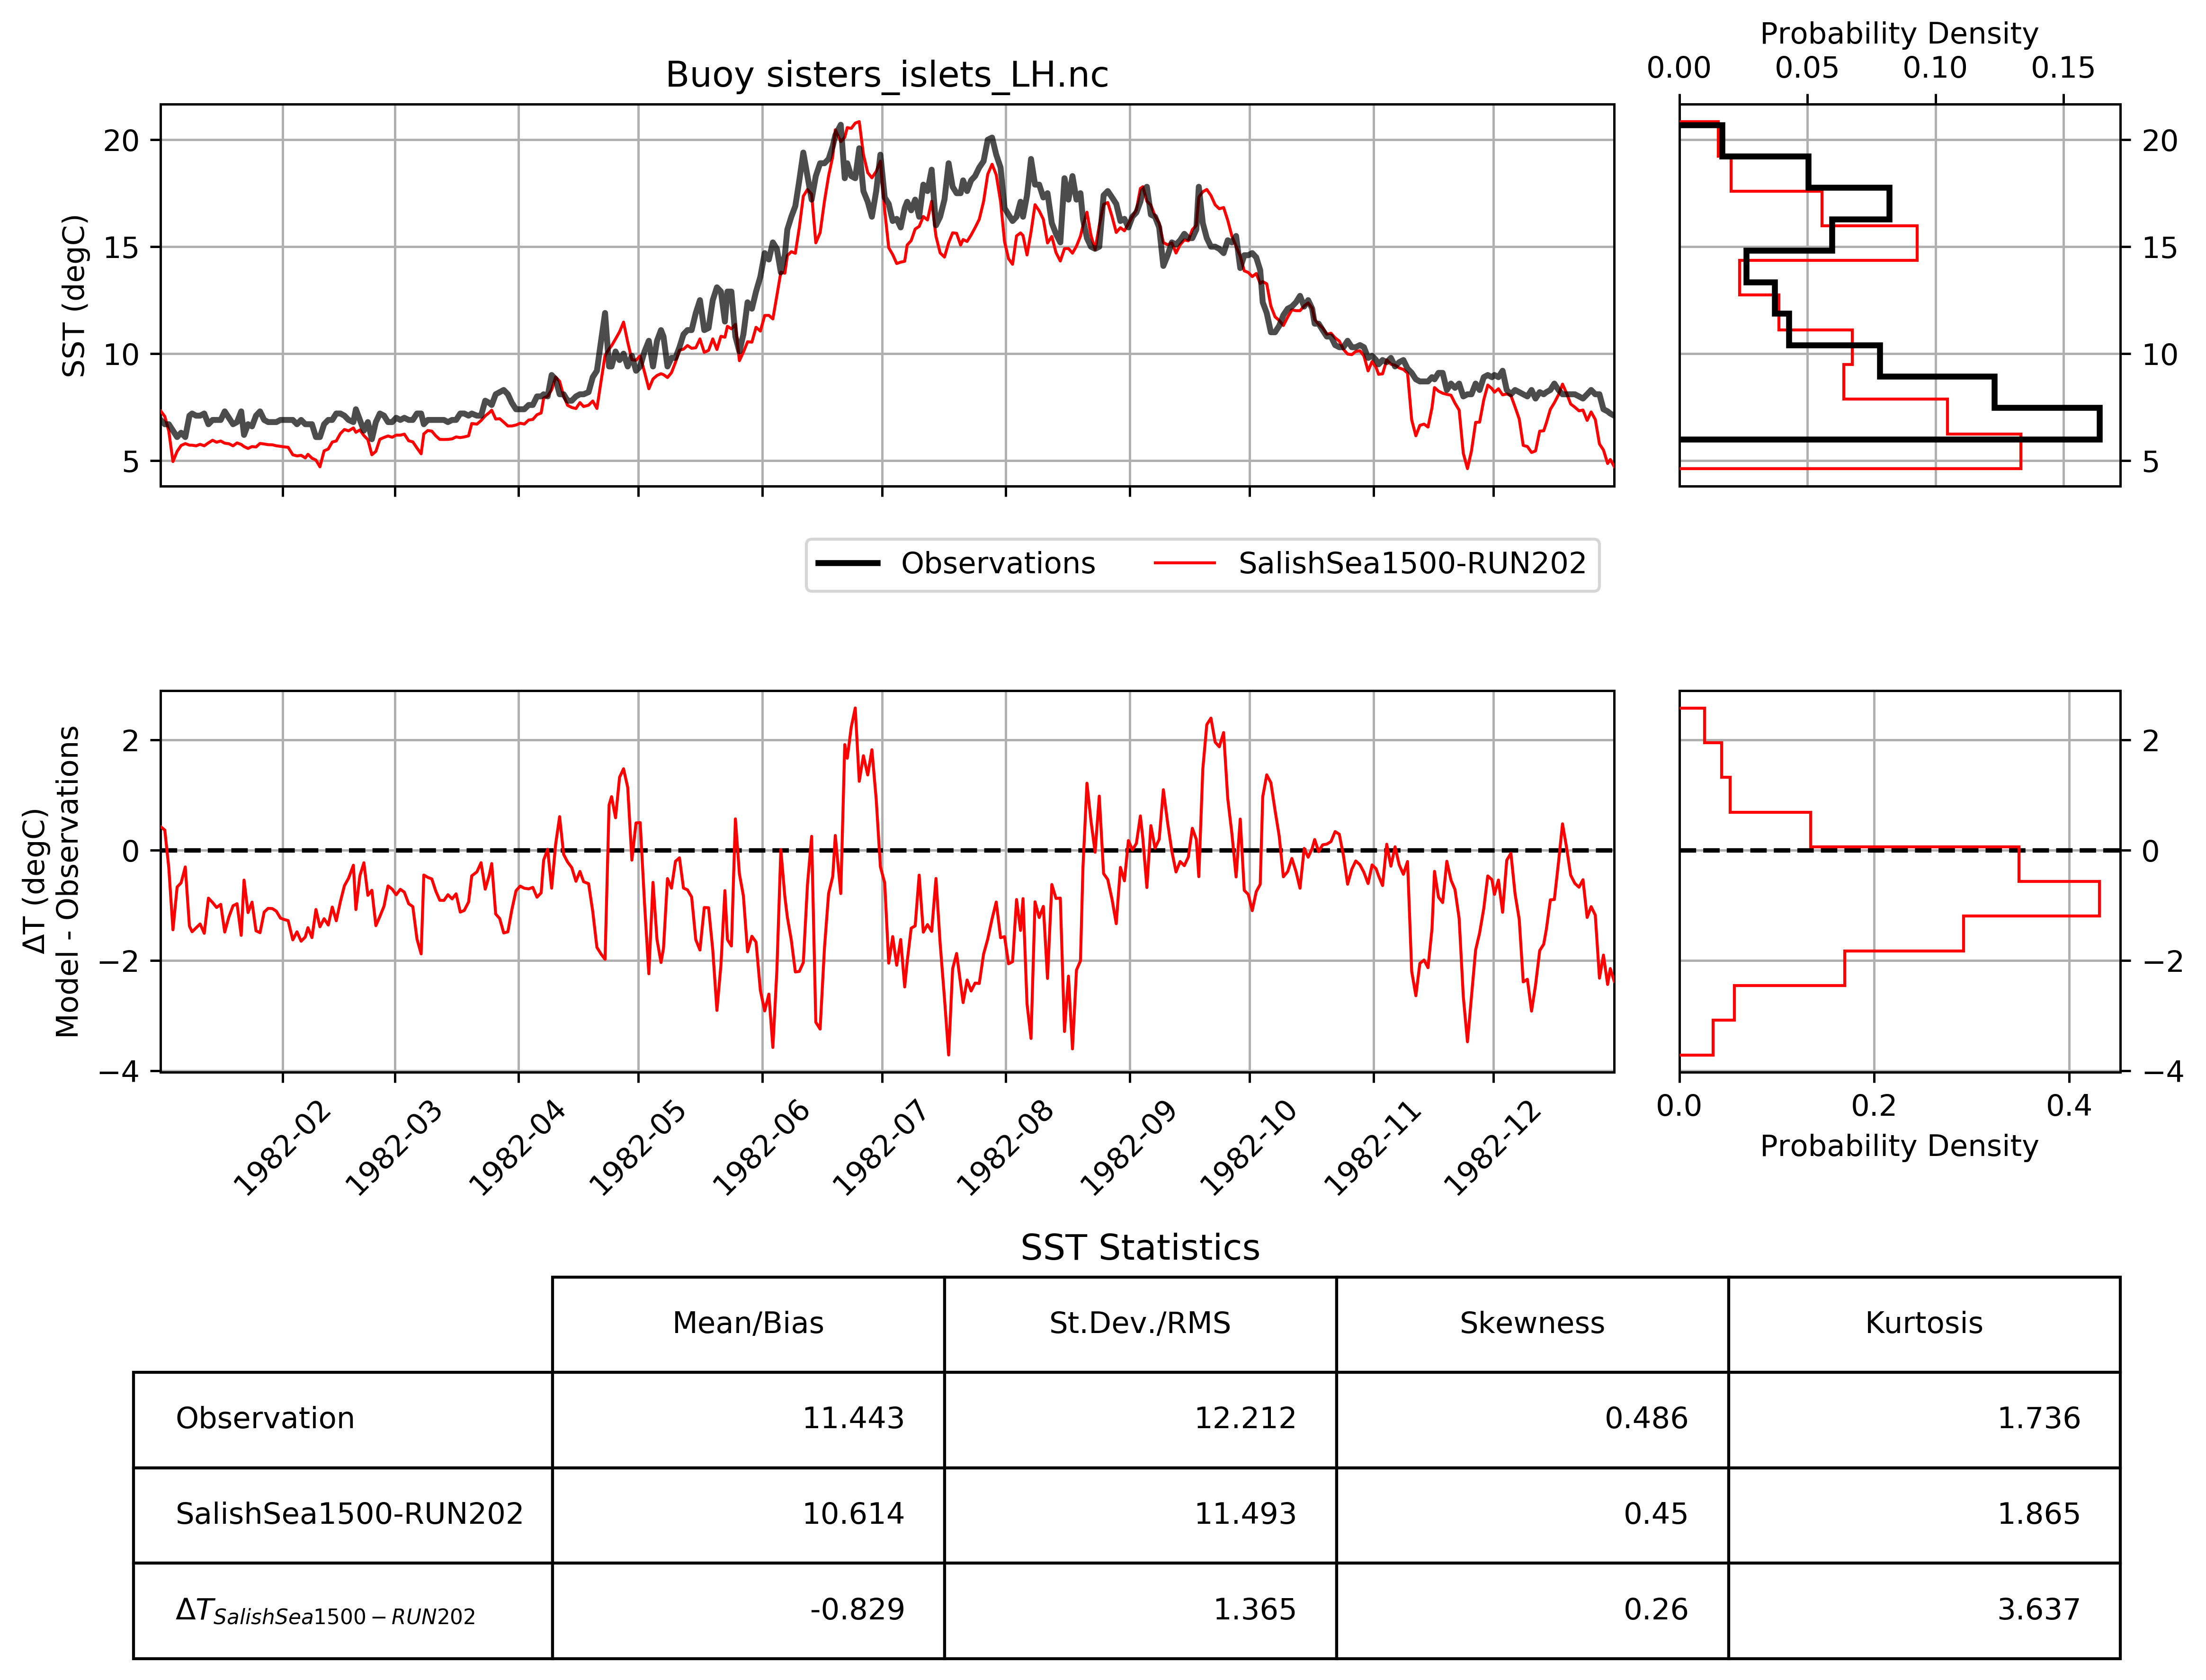 Probability Density
0.00 0.05 0.10 0.15
Buoy sisters_islets_LH.nc
SST (degC)
20
15
10
5
20
15
10
5
Observations SalishSea1500-RUN202
ΔT (degC)
Model - Observations
2
0
−2
−4
2
0
−2
−4
1982-02 1982-03 1982-04 1982-05 1982-06 1982-07 1982-08 1982-09 1982-10 1982-11 1982-12
0.0 0.2 0.4
Probability Density
SST Statistics
Mean/Bias St.Dev./RMS Skewness Kurtosis
Observation 11.443 12.212 0.486 1.736
SalishSea1500-RUN202 10.614 11.493 0.45 1.865
ΔT SalishSea1500−RUN202 -0.829 1.365 0.26 3.637